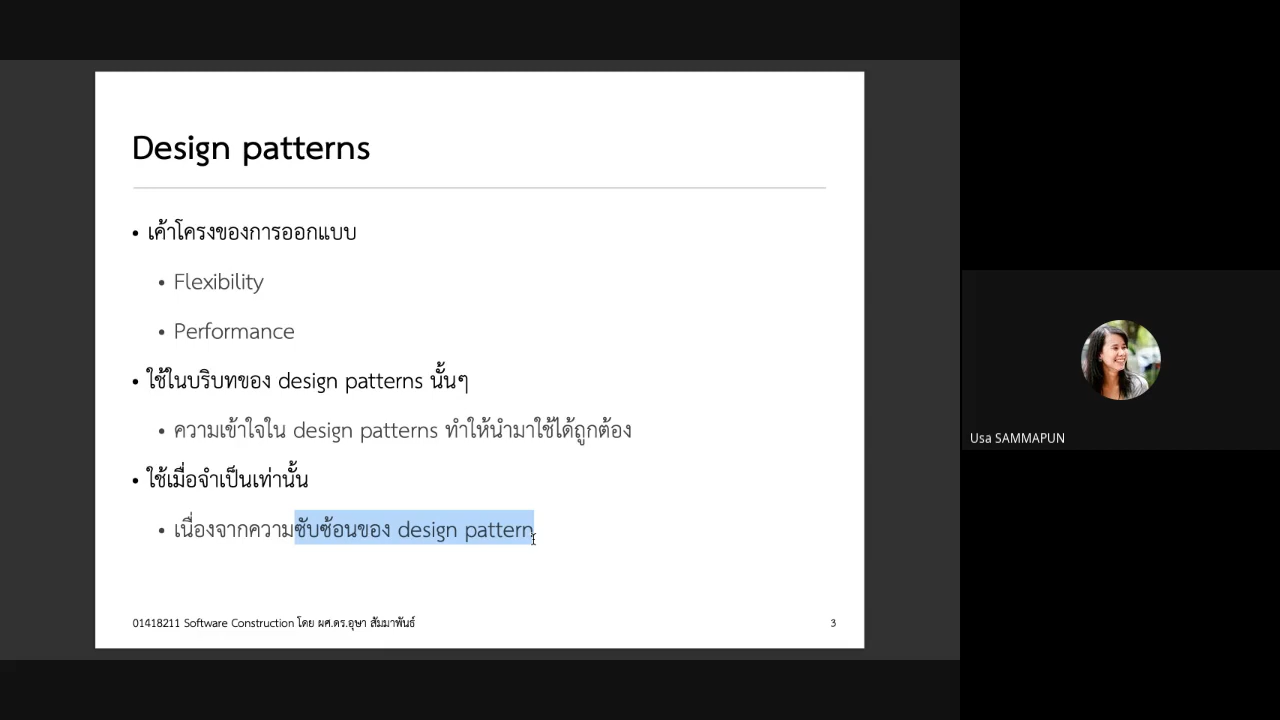 Design patterns
• เค้าโครงของการออกแบบ
• Flexibility
• Performance
• ใช้ในบริบทของ design patterns นั้นๆ
• ความเข้าใจใน design patterns ทำให้นำมาใช้ได้ถูกต้อง
• ใช้เมื่อจำเป็นเท่านั้น
• เนื่องจากความซับซ้อนของ design pattern
01418211 Software Construction โดย ผศ.ดร.อุษา สัมมาพันธ์
3
Usa SAMMAPUN